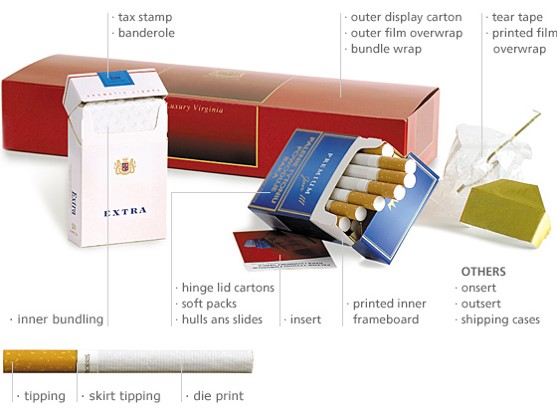 · tax stamp
· banderole
· outer display carton
· outer film overwrap
· bundle wrap
· tear tape
· printed film
overwrap
Luxury Virginia
EXTRA
Extra
PREMIUM
· inner bundling
· hinge lid cartons
· soft packs
· hulls ans slides
· insert
· printed inner
frameboard
OTHERS
· onsert
· outsert
· shipping cases
· tipping
· skirt tipping
· die print